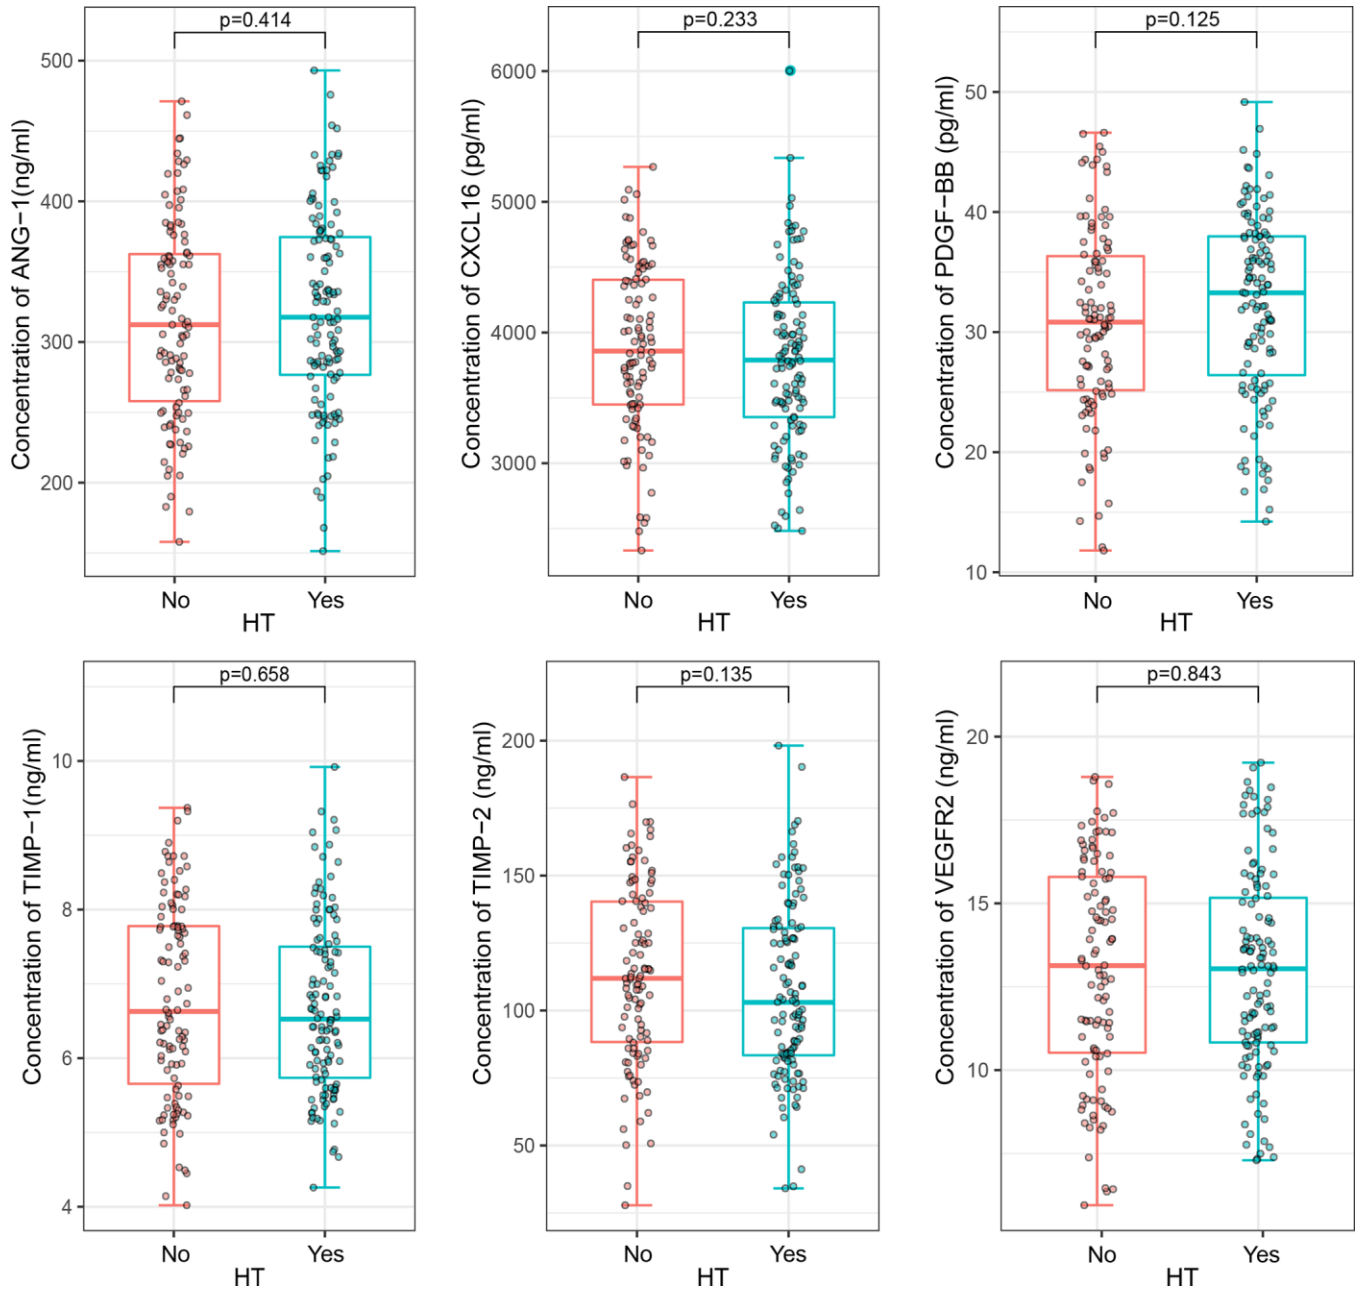 p=0.414
Concentration of ANG−1(ng/ml)
500
400
300
200
No Yes
HT
p=0.233
Concentration of CXCL16 (pg/ml)
6000
5000
4000
3000
No Yes
HT
p=0.125
Concentration of PDGF−BB (pg/ml)
50
40
30
20
10
No Yes
HT
p=0.658
Concentration of TIMP−1(ng/ml)
10
8
6
4
No Yes
HT
p=0.135
Concentration of TIMP−2 (ng/ml)
200
150
100
50
No Yes
HT
p=0.843
Concentration of VEGFR2 (ng/ml)
20
15
10
No Yes
HT